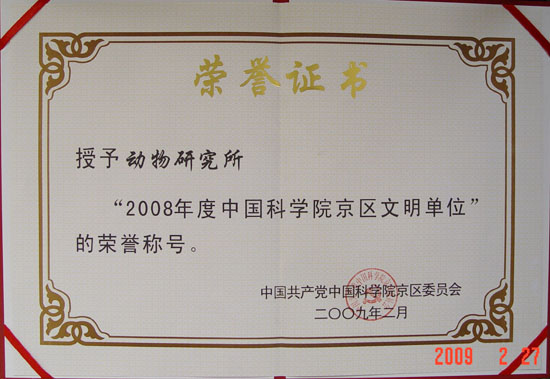 荣誉证书
授予 动物研究所
“2008年度中国科学院京区文明单位”
的荣誉称号。
中国共产党中国科学院京区委员会
二〇〇九年二月
2009 2 27